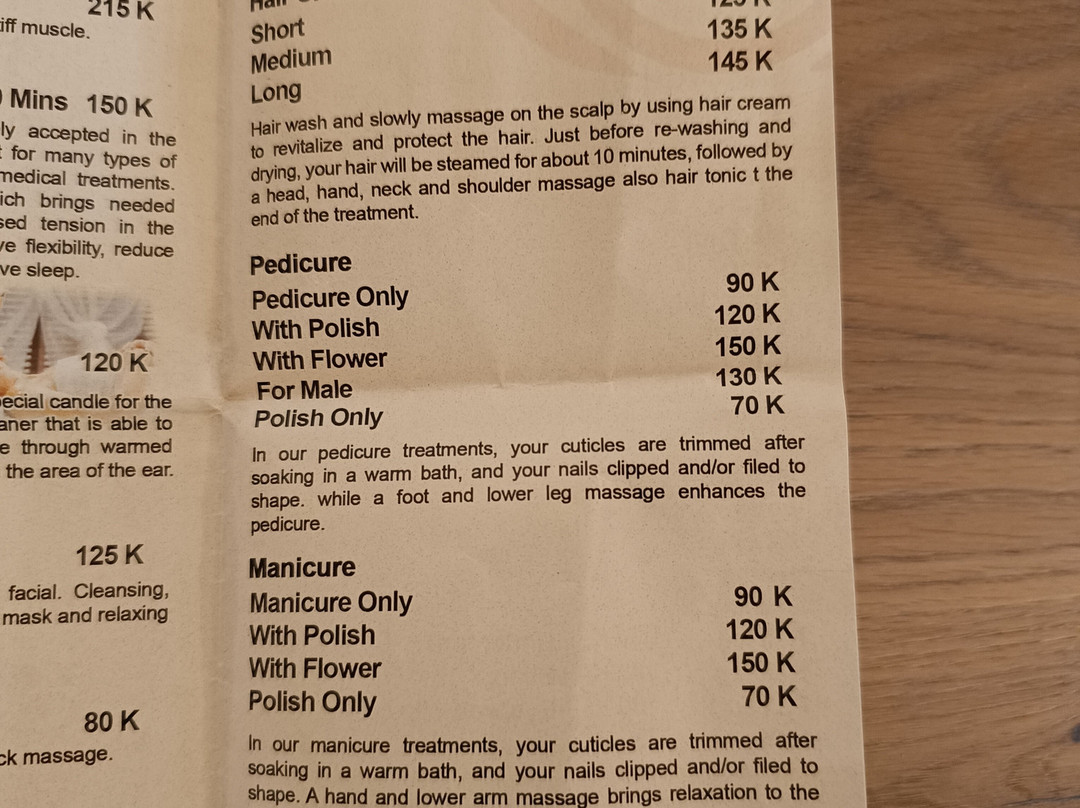 215 K
iff muscle.
Mins 150 K
ly accepted in the
for many types of
medical treatments.
ich brings needed
sed tension in the
ve flexibility, reduce
ve sleep.
120 K
ecial candle for the
aner that is able to
e through warmed
the area of the ear.
125 K
facial. Cleansing,
mask and relaxing
80 K
ck massage.
Short 135 K
Medium 145 K
Long
Hair wash and slowly massage on the scalp by using hair cream
to revitalize and protect the hair. Just before re-washing and
drying, your hair will be steamed for about 10 minutes, followed by
a head, hand, neck and shoulder massage also hair tonic t the
end of the treatment.
Pedicure
Pedicure Only 90 K
With Polish 120 K
With Flower 150 K
For Male 130 K
Polish Only 70 K
In our pedicure treatments, your cuticles are trimmed after
soaking in a warm bath, and your nails clipped and/or filed to
shape. while a foot and lower leg massage enhances the
pedicure.
Manicure
Manicure Only 90 K
With Polish 120 K
With Flower 150 K
Polish Only 70 K
In our manicure treatments, your cuticles are trimmed after
soaking in a warm bath, and your nails clipped and/or filed to
shape. A hand and lower arm massage brings relaxation to the